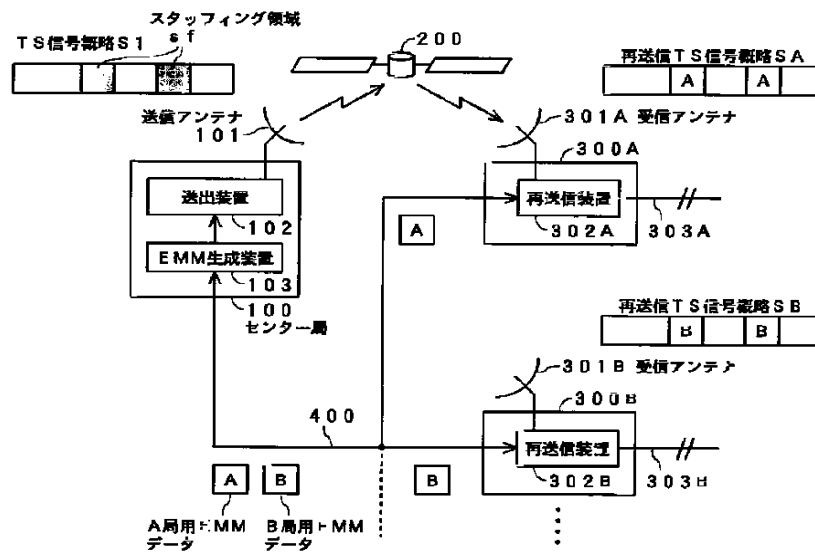 スタッフィング領域
ＴＳ信号概略Ｓ１
ｓｆ
２００
再送信ＴＳ信号概略ＳＡ
A
A
送信アンテナ
１０１
３０１Ａ 受信アンテナ
３００Ａ
送出装置
１０２
再送信装置
３０２Ａ
３０３Ａ
A
ＥＭＭ生成装置
１０３
１００
センター局
再送信ＴＳ信号概略ＳＢ
B
B
３０１Ｂ 受信アンテナ
３００Ｂ
４００
再送信装置
３０２Ｂ
３０３Ｂ
A
B
B
Ａ局用ＥＭＭ
データ
Ｂ局用ＥＭＭ
データ